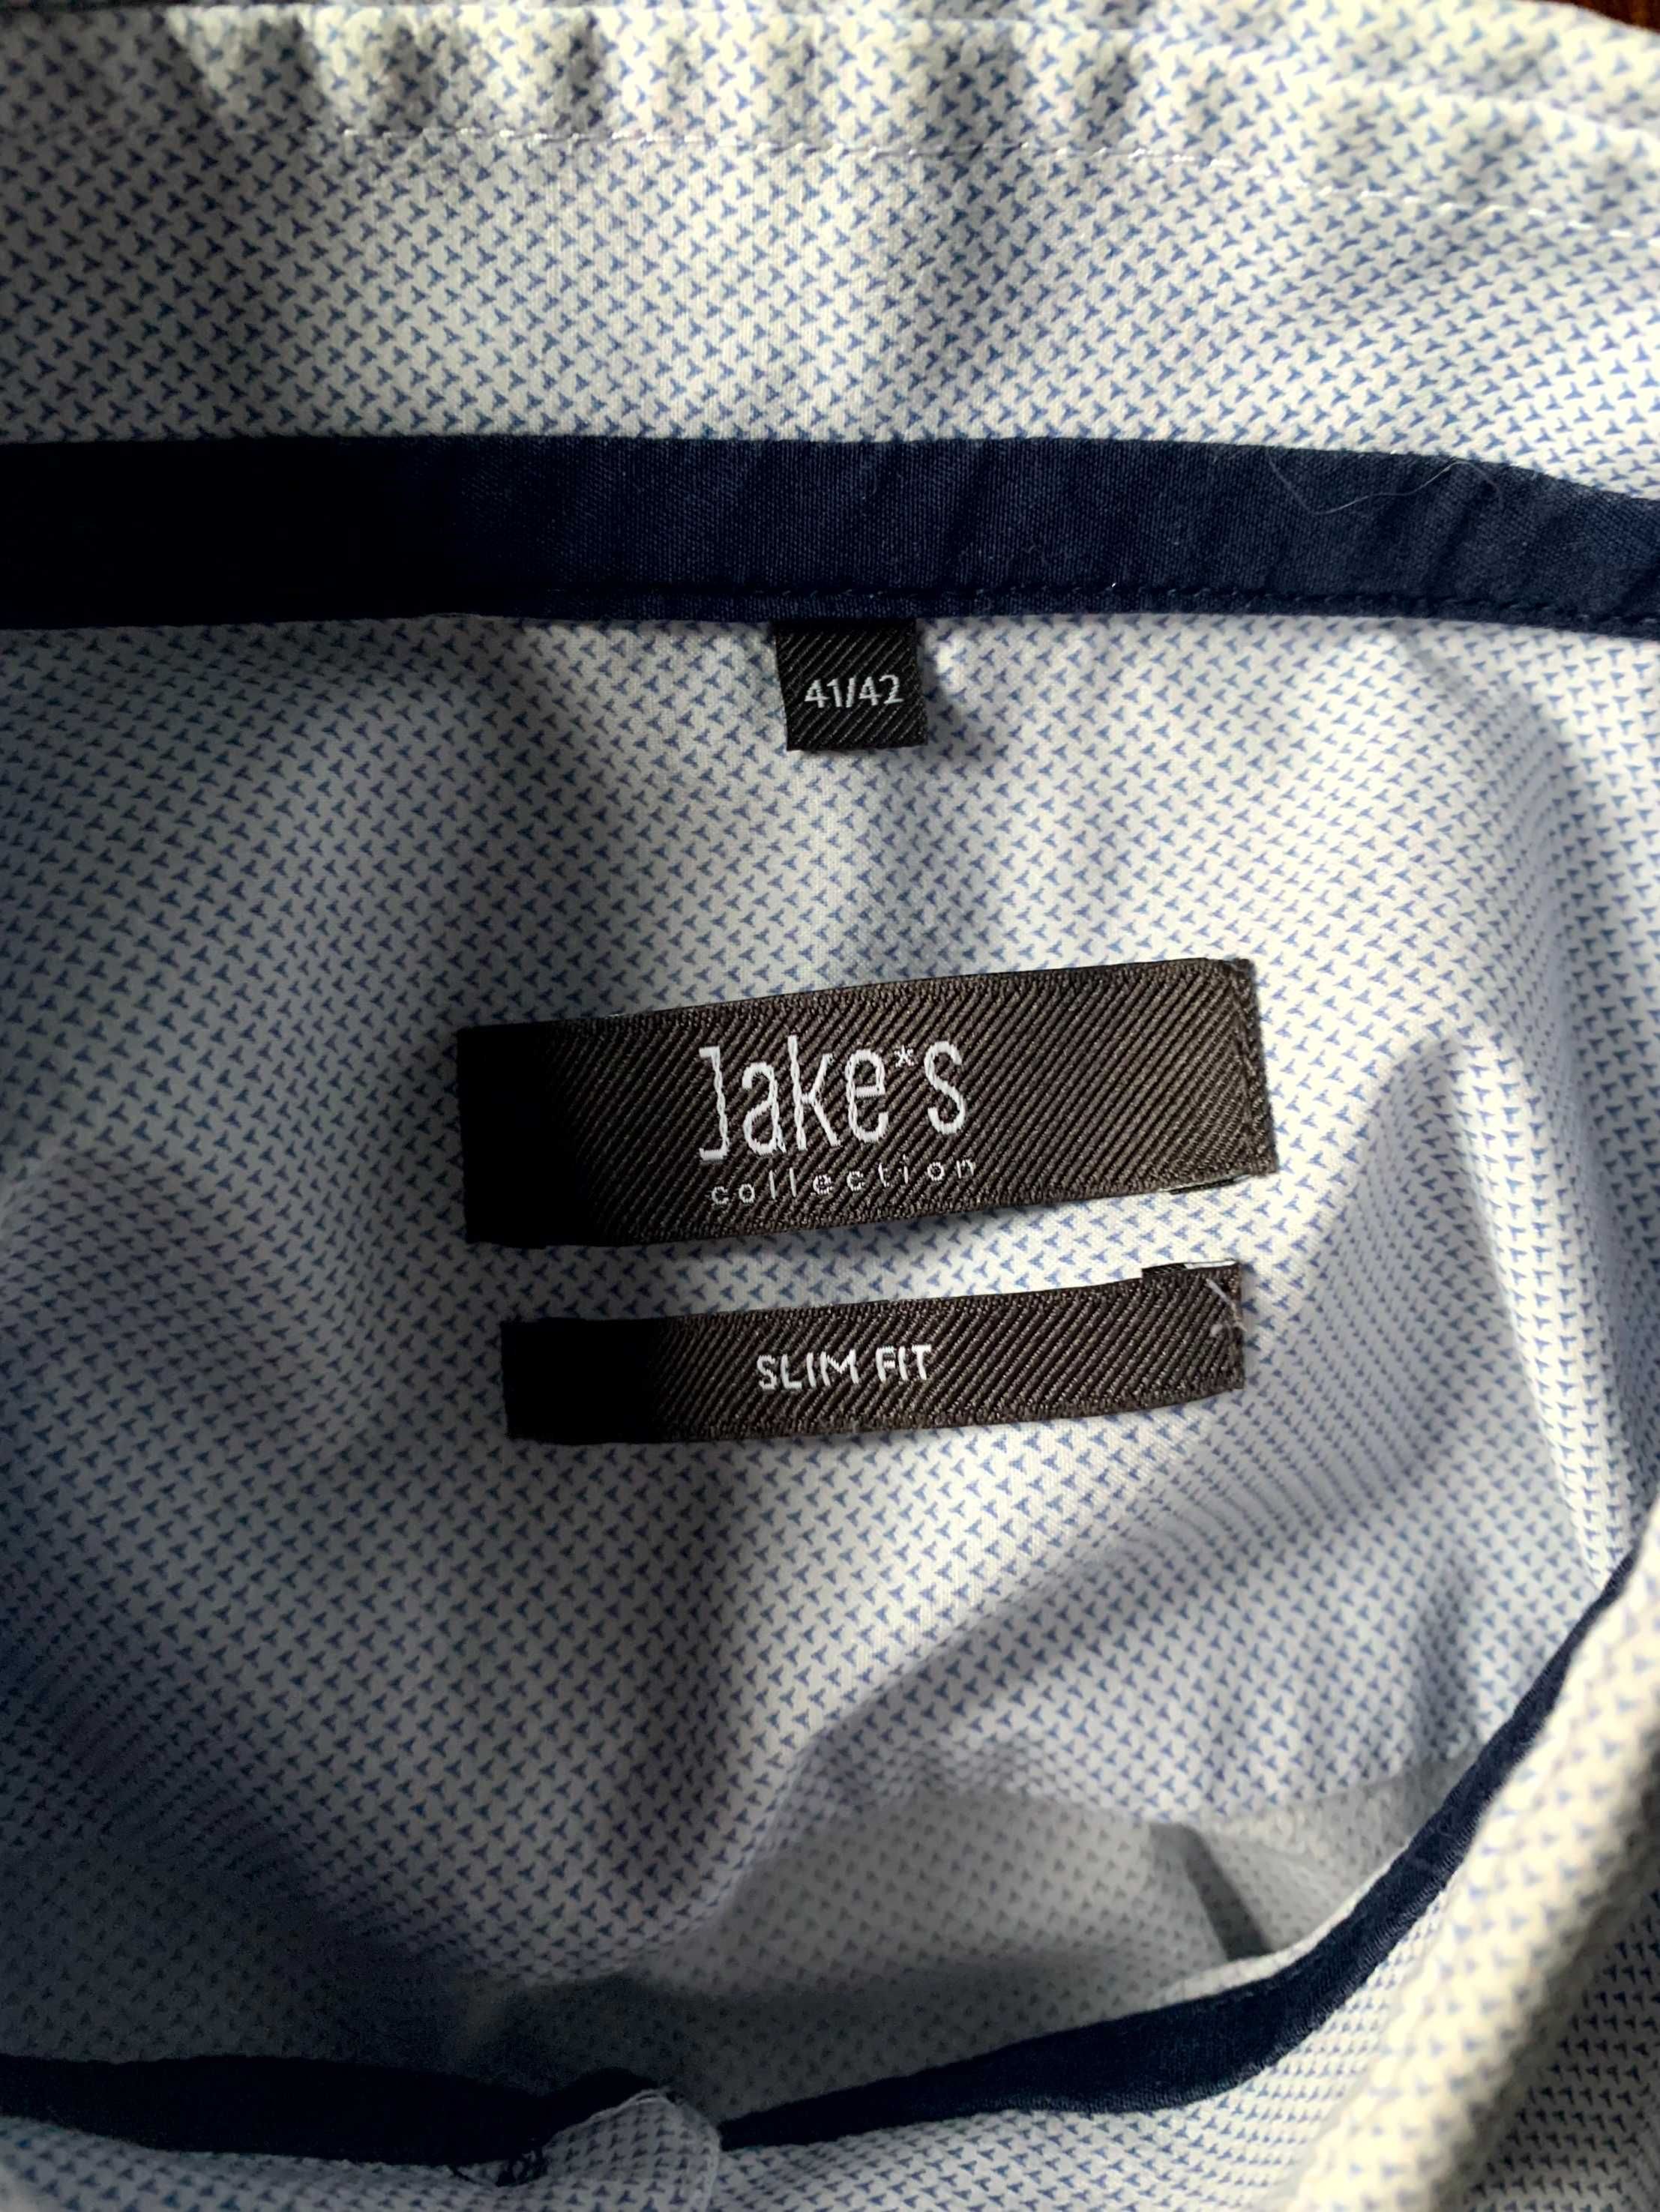 41/42
Jake*s
collection
SLIM FIT